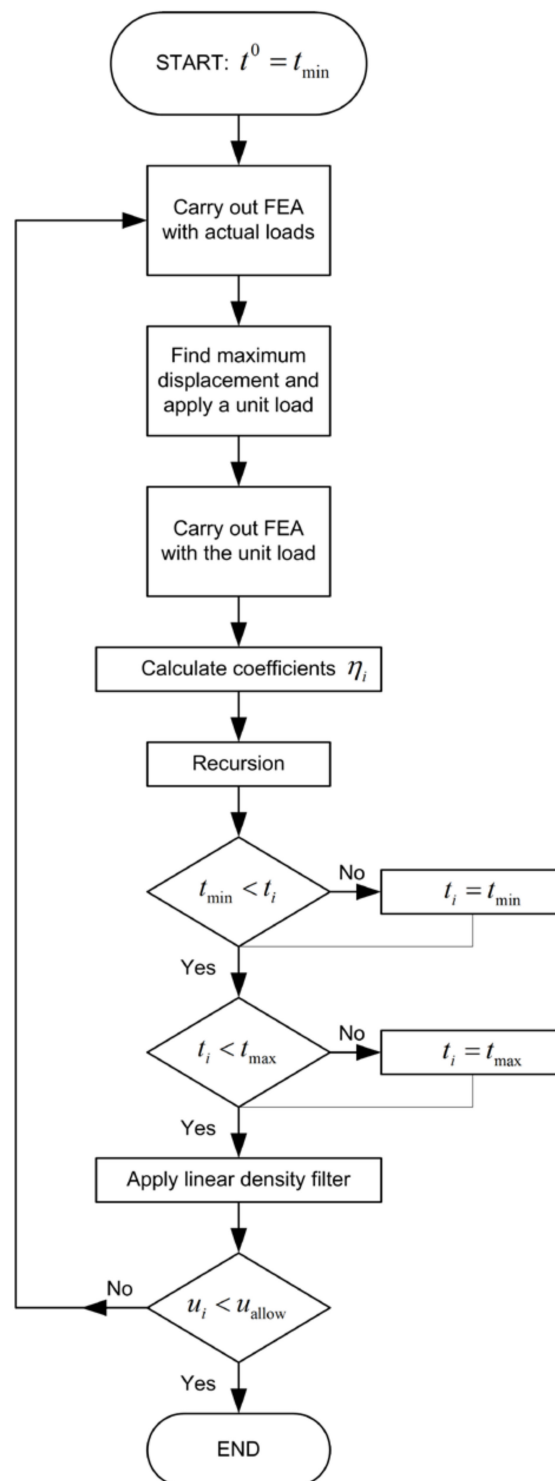 START: t⁰ = t_min
Carry out FEA
with actual loads
Find maximum
displacement and
apply a unit load
Carry out FEA
with the unit load
Calculate coefficients η_i
Recursion
t_min < t_i
No
t_i = t_min
Yes
t_i < t_max
No
t_i = t_max
Yes
Apply linear density filter
No
u_i < u_allow
Yes
END